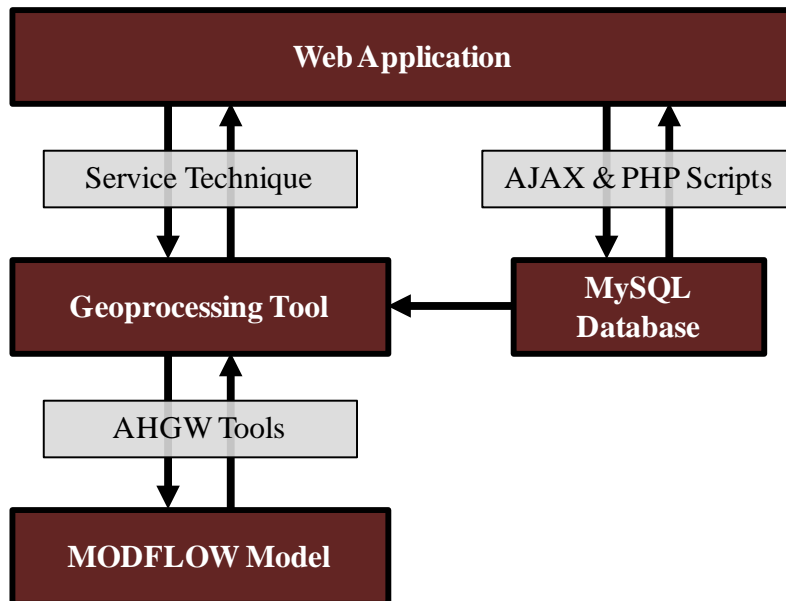 Web Application
Service Technique
AJAX & PHP Scripts
Geoprocessing Tool
MySQL
Database
AHGW Tools
MODFLOW Model